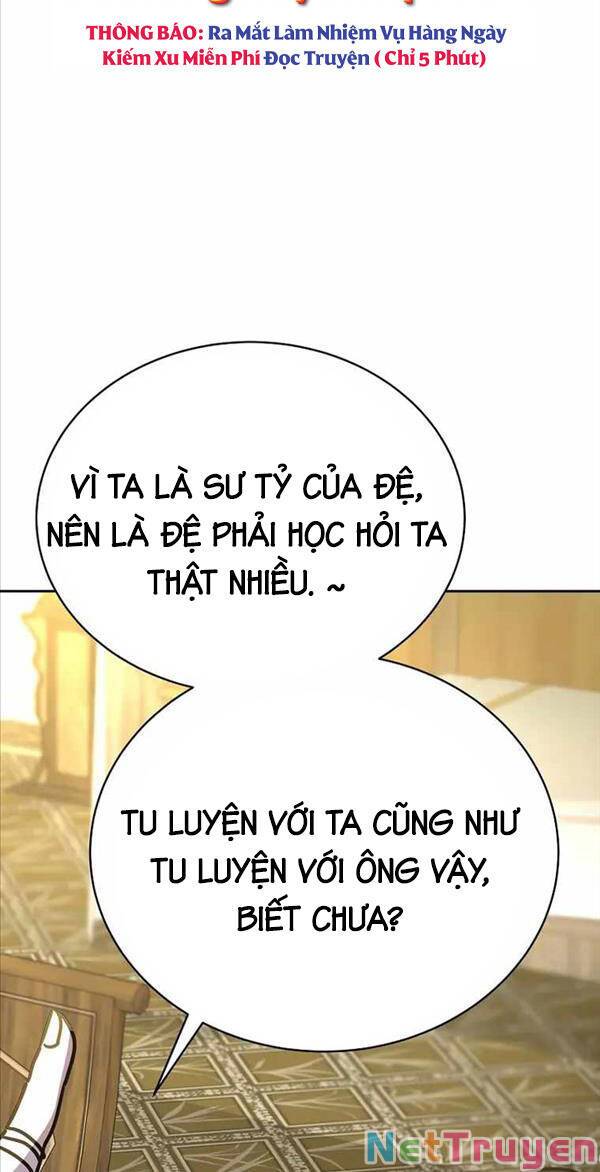 THÔNG BÁO: Ra Mắt Làm Nhiệm Vụ Hàng Ngày
Kiếm Xu Miễn Phí Đọc Truyện ( Chỉ 5 Phút)
VÌ TA LÀ SƯ TỶ CỦA ĐỆ,
NÊN LÀ ĐỆ PHẢI HỌC HỎI TA
THẬT NHIỀU. ~
TU LUYỆN VỚI TA CŨNG NHƯ
TU LUYỆN VỚI ÔNG VẬY,
BIẾT CHƯA?
NetTruyen